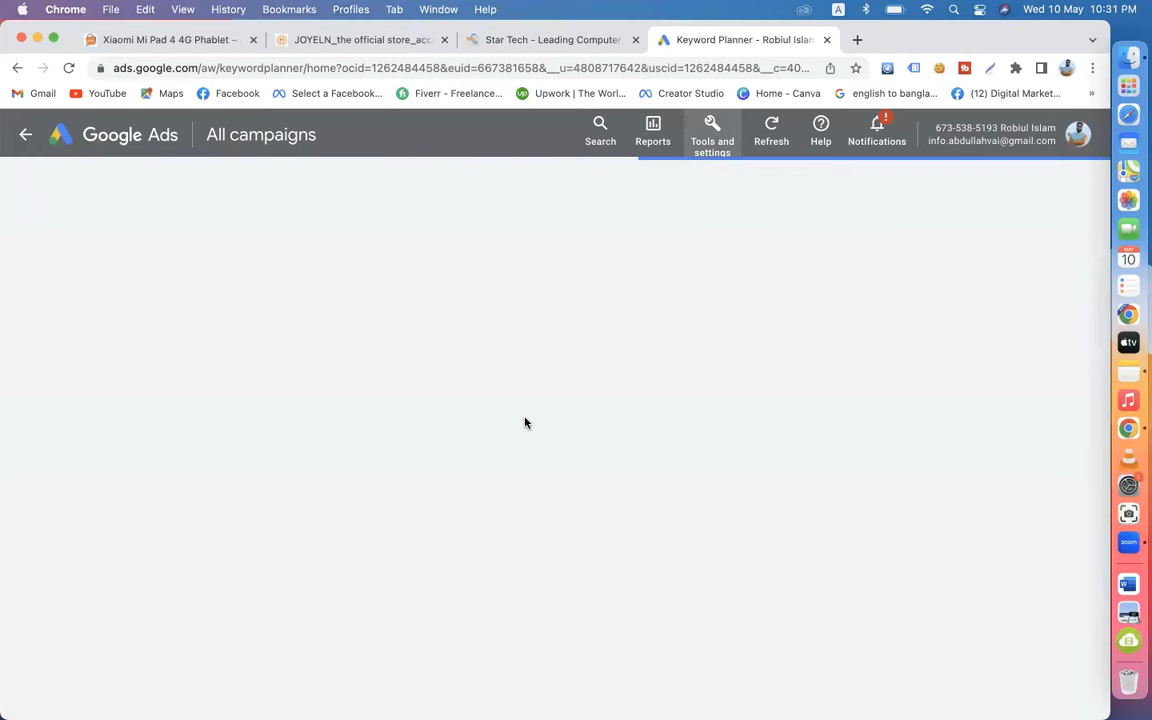 Chrome File Edit View History Bookmarks Profiles Tab Window Help A Wed 10 May 10:31 PM
Xiaomi Mi Pad 4 4G Phablet – JOYELN_the official store_acc Star Tech - Leading Computer, Keyword Planner - Robiul Islam
ads.google.com/aw/keywordplanner/home?ocid=1262484458&euid=667381658&__u=4808717642&uscid=1262484458&__c=40...
Gmail YouTube Maps Facebook Select a Facebook... Fiverr - Freelance... Upwork | The Worl... Creator Studio Home - Canva english to bangla... (12) Digital Market... »
Google Ads All campaigns
Search Reports Tools and settings Refresh Help Notifications
673-538-5193 Robiul Islam
info.abdullahvai@gmail.com
MAY
10
tv
zoom